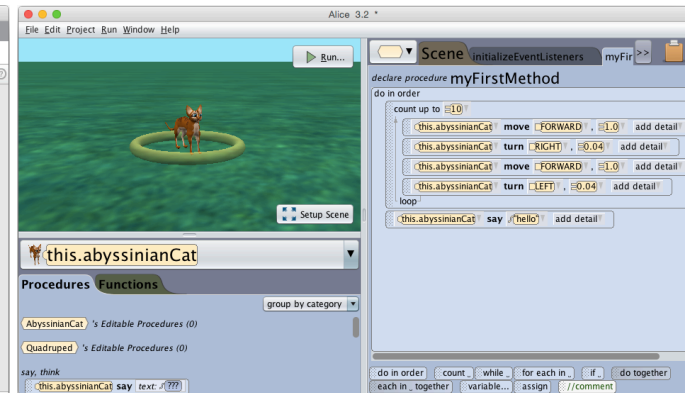 Alice 3.2 *
File Edit Project Run Window Help
Run...
Setup Scene
this.abyssinianCat
Procedures Functions
group by category
AbyssinianCat 's Editable Procedures (0)
Quadruped 's Editable Procedures (0)
say, think
this.abyssinianCat say text: ???
Scene initializeEventListeners myFir >>
declare procedure myFirstMethod
do in order
count up to 10
this.abyssinianCat move FORWARD , 1.0 add detail
this.abyssinianCat turn RIGHT , 0.04 add detail
this.abyssinianCat move FORWARD , 1.0 add detail
this.abyssinianCat turn LEFT , 0.04 add detail
loop
this.abyssinianCat say "hello" add detail
do in order count _ while _ for each in _ if _ do together
each in _ together variable... assign //comment